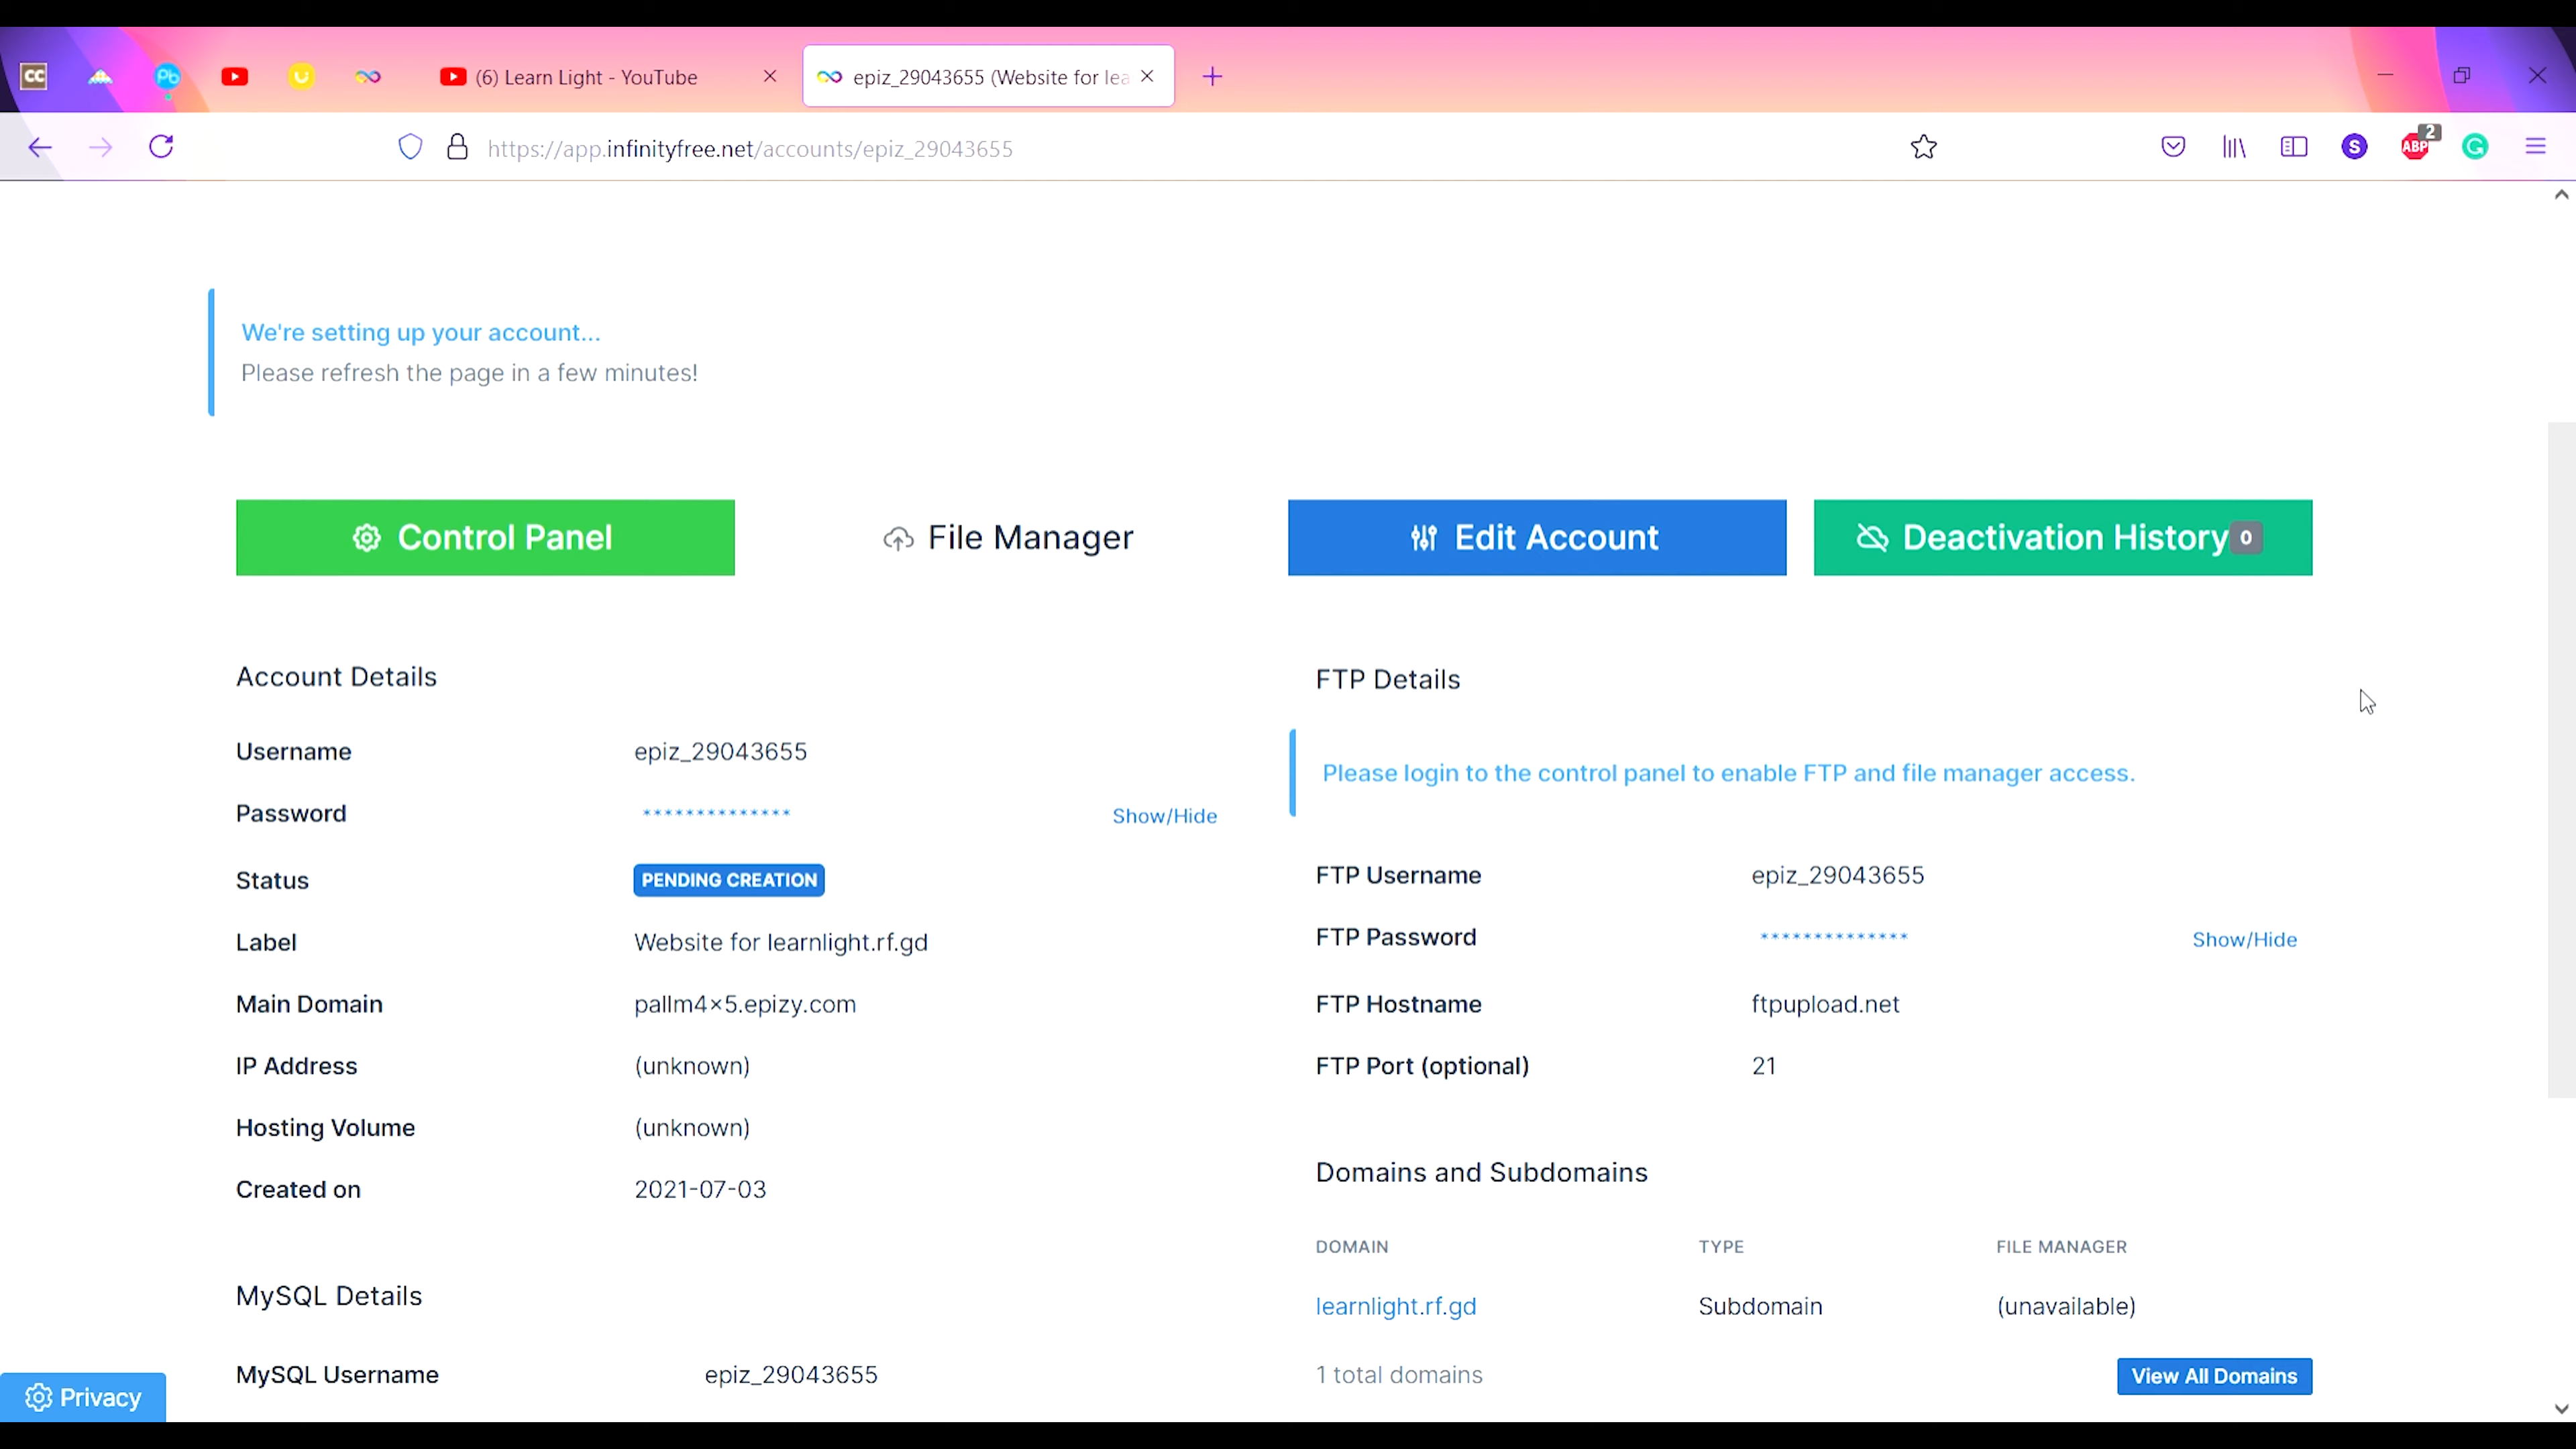 CC
Pb
(6) Learn Light - YouTube
epiz_29043655 (Website for lea
https://app.infinityfree.net/accounts/epiz_29043655
S
ABP
2
G
We're setting up your account...
Please refresh the page in a few minutes!
Control Panel
File Manager
Edit Account
Deactivation History 0
Account Details
Username epiz_29043655
Password ************** Show/Hide
Status PENDING CREATION
Label Website for learnlight.rf.gd
Main Domain pallm4×5.epizy.com
IP Address (unknown)
Hosting Volume (unknown)
Created on 2021-07-03
MySQL Details
MySQL Username epiz_29043655
FTP Details
Please login to the control panel to enable FTP and file manager access.
FTP Username epiz_29043655
FTP Password ************** Show/Hide
FTP Hostname ftpupload.net
FTP Port (optional) 21
Domains and Subdomains
DOMAIN TYPE FILE MANAGER
learnlight.rf.gd Subdomain (unavailable)
1 total domains View All Domains
Privacy